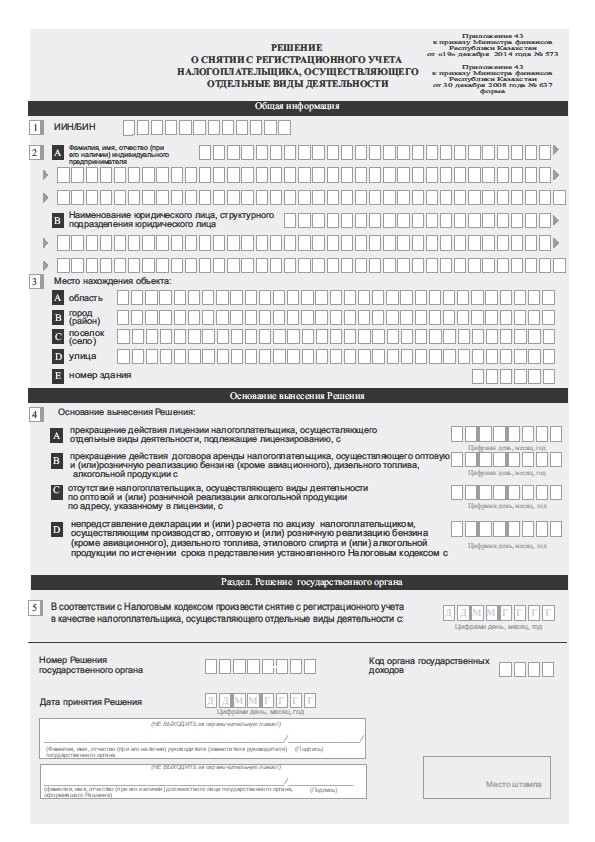 Приложение 43
к приказу Министра финансов
Республики Казахстан
от «19» декабря 2014 года № 573
Приложение 43
к приказу Министра финансов
Республики Казахстан
от 30 декабря 2008 года № 637
форма
РЕШЕНИЕ
О СНЯТИИ С РЕГИСТРАЦИОННОГО УЧЕТА
НАЛОГОПЛАТЕЛЬЩИКА, ОСУЩЕСТВЛЯЮЩЕГО
ОТДЕЛЬНЫЕ ВИДЫ ДЕЯТЕЛЬНОСТИ
Общая информация
1 ИИН/БИН
2 A Фамилия, имя, отчество (при
его наличии) индивидуального
предпринимателя
B Наименование юридического лица, структурного
подразделения юридического лица
3 Место нахождения объекта:
A область
B город
(район)
C поселок
(село)
D улица
E номер здания
Основание вынесения Решения
4 Основание вынесения Решения:
A прекращение действия лицензии налогоплательщика, осуществляющего
отдельные виды деятельности, подлежащие лицензированию, с
Цифрами день, месяц, год
B прекращение действия договора аренды налогоплательщика, осуществляющего оптовую
и (или)розничную реализацию бензина (кроме авиационного), дизельного топлива,
алкогольной продукции с
Цифрами день, месяц, год
C отсутствие налогоплательщика, осуществляющего виды деятельности
по оптовой и (или) розничной реализации алкогольной продукции
по адресу, указанному в лицензии, с
Цифрами день, месяц, год
D непредставление декларации и (или) расчета по акцизу налогоплательщиком,
осуществляющим производство, оптовую и (или) розничную реализацию бензина
(кроме авиационного), дизельного топлива, этипового спирта и (или) алкогольной
продукции по истечении срока представления установленного Налоговым кодексом с
Цифрами день, месяц, год
Раздел. Решение государственного органа
5 В соответствии с Налоговым кодексом произвести снятие с регистрационного учета
в качестве налогоплательщика, осуществляющего отдельные виды деятельности с:
Д Д М М Г Г Г Г
Цифрами день, месяц, год
Номер Решения
государственного органа
Код органа государственных
доходов
Дата принятия Решения
Д Д М М Г Г Г Г
Цифрами день, месяц, год
(НЕ ВЫХОДИТЬ за ограничительную линию!)
(Фамилия, имя, отчество (при его наличии) руководителя (заместителя руководителя) (Подпись)
государственного органа
(НЕ ВЫХОДИТЬ за ограничительную линию!)
(фамилия, имя, отчество (при его наличии) должностного лица государственного органа, (Подпись)
оформившего Решение)
Место штампа